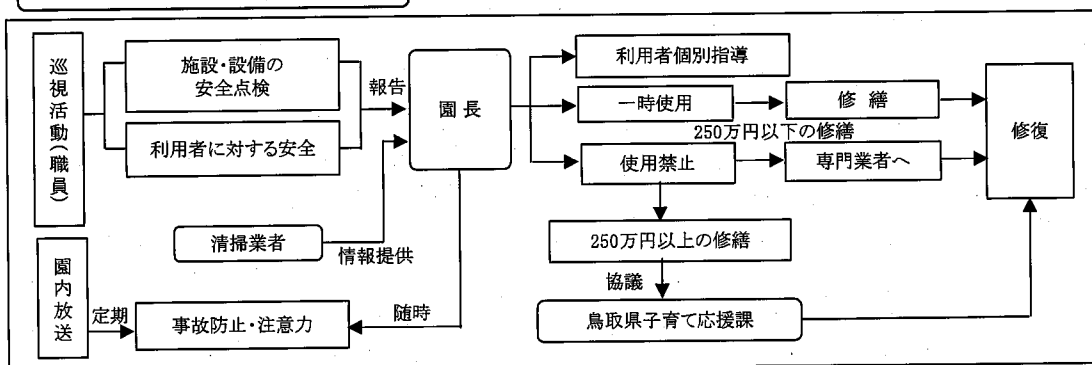 巡視活動(職員)
施設・設備の
安全点検
利用者に対する安全
報告
園長
清掃業者
情報提供
園内放送
定期
事故防止・注意力
随時
利用者個別指導
一時使用
修繕
250万円以下の修繕
使用禁止
専門業者へ
修復
250万円以上の修繕
協議
鳥取県子育て応援課